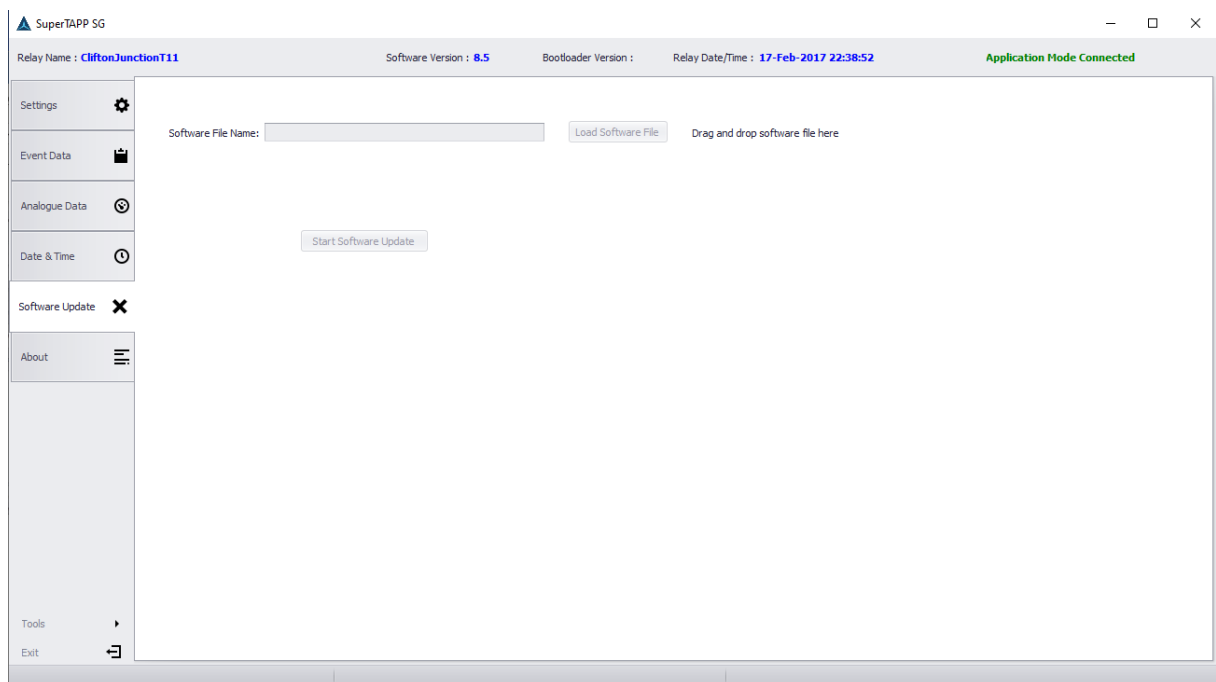 SuperTAPP SG
Relay Name : CliftonJunctionT11 Software Version : 8.5 Bootloader Version : Relay Date/Time : 17-Feb-2017 22:38:52 Application Mode Connected
Settings
Software File Name: Load Software File Drag and drop software file here
Event Data
Analogue Data
Start Software Update
Date & Time
Software Update
About
Tools
Exit